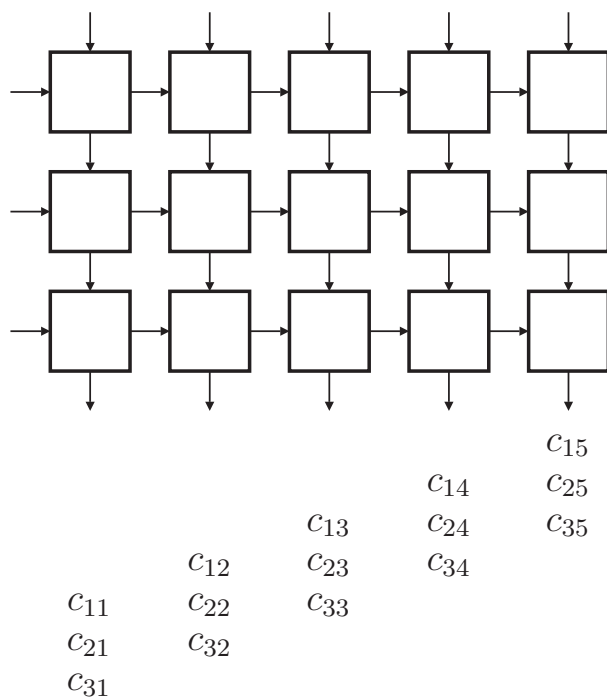 c₁₅
c₁₄ c₂₅
c₁₃ c₂₄ c₃₅
c₁₂ c₂₃ c₃₄
c₁₁ c₂₂ c₃₃
c₂₁ c₃₂
c₃₁